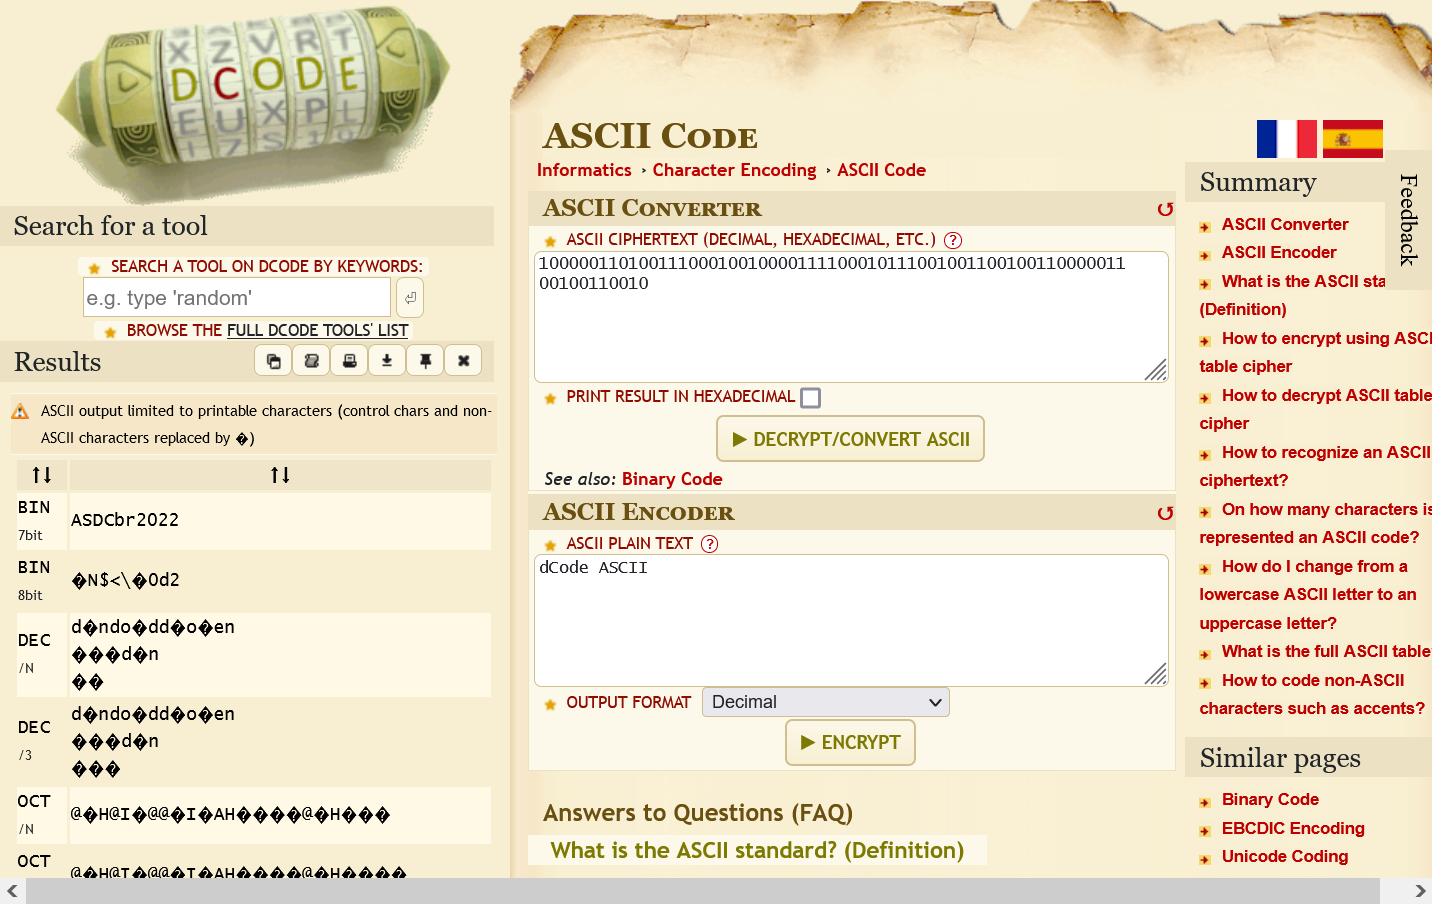 DCODE
Search for a tool
SEARCH A TOOL ON DCODE BY KEYWORDS:
e.g. type 'random'
BROWSE THE FULL DCODE TOOLS' LIST
Results
ASCII output limited to printable characters (control chars and non-
ASCII characters replaced by �)
↑↓ ↑↓
BIN
7bit
ASDCbr2022
BIN
8bit
�N$<\�0d2
DEC
/N
d�ndo�dd�o�en
���d�n
��
DEC
/3
d�ndo�dd�o�en
���d�n
���
OCT
/N
@�H@I�@@�I�AH����@�H���
OCT
@�H@I�@@�I�AH����@�H����
ASCII Code
Informatics › Character Encoding › ASCII Code
ASCII Converter
ASCII CIPHERTEXT (DECIMAL, HEXADECIMAL, ETC.) ?
10000011010011100010010000111100010111001001100100110000011
00100110010
PRINT RESULT IN HEXADECIMAL
► DECRYPT/CONVERT ASCII
See also: Binary Code
ASCII Encoder
ASCII PLAIN TEXT ?
dCode ASCII
OUTPUT FORMAT Decimal
► ENCRYPT
Answers to Questions (FAQ)
What is the ASCII standard? (Definition)
Feedback
Summary
ASCII Converter
ASCII Encoder
What is the ASCII sta
(Definition)
How to encrypt using ASCI
table cipher
How to decrypt ASCII table
cipher
How to recognize an ASCII
ciphertext?
On how many characters is
represented an ASCII code?
How do I change from a
lowercase ASCII letter to an
uppercase letter?
What is the full ASCII table
How to code non-ASCII
characters such as accents?
Similar pages
Binary Code
EBCDIC Encoding
Unicode Coding